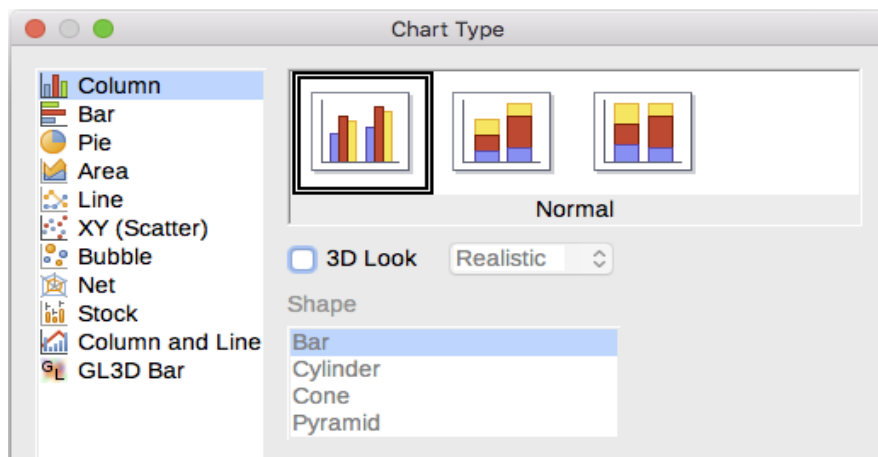 Chart Type
Column
Bar
Pie
Area
Line
XY (Scatter)
Bubble
Net
Stock
Column and Line
GL GL3D Bar
Normal
3D Look
Realistic
Shape
Bar
Cylinder
Cone
Pyramid